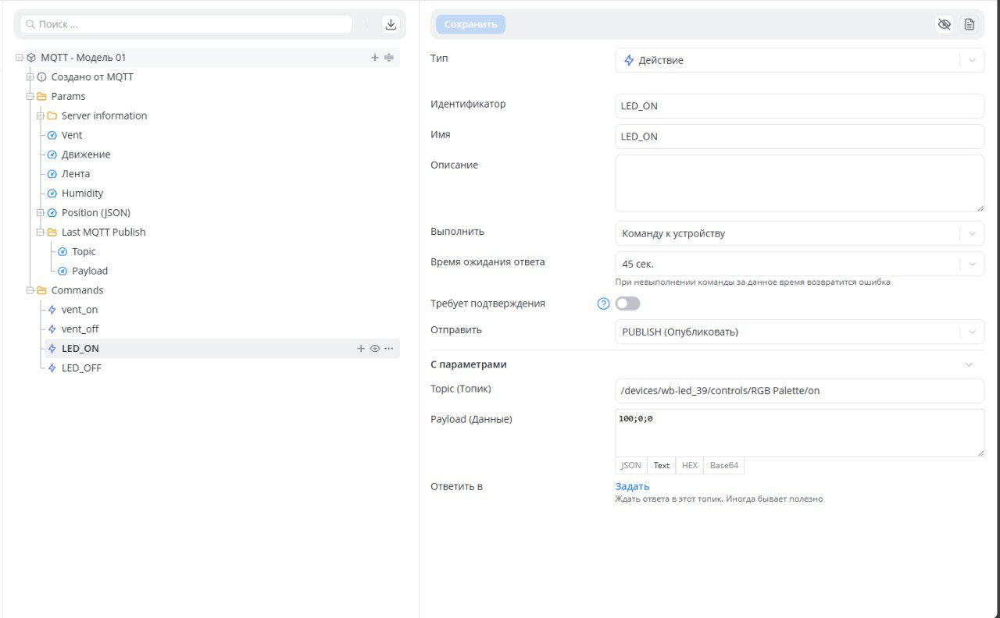 Поиск ...
MQTT - Модель 01
Создано от MQTT
Params
Server information
Vent
Движение
Лента
Humidity
Position (JSON)
Last MQTT Publish
Topic
Payload
Commands
vent_on
vent_off
LED_ON
LED_OFF
Сохранить
Тип
Действие
Идентификатор
LED_ON
Имя
LED_ON
Описание
Выполнить
Команду к устройству
Время ожидания ответа
45 сек.
При невыполнении команды за данное время возвратится ошибка
Требует подтверждения
?
Отправить
PUBLISH (Опубликовать)
С параметрами
Topic (Топик)
/devices/wb-led_39/controls/RGB Palette/on
Payload (Данные)
100;0;0
JSON Text HEX Base64
Ответить в
Задать
Ждать ответа в этот топик. Иногда бывает полезно